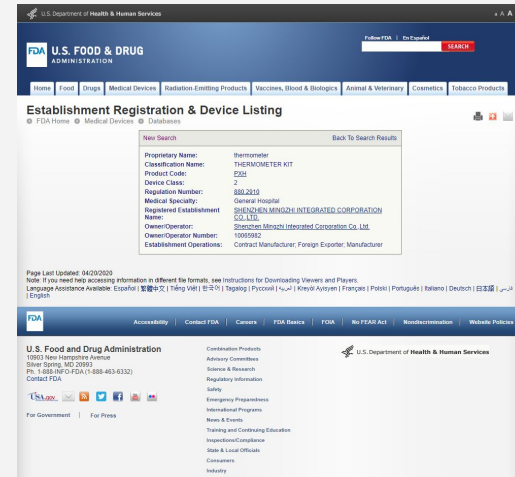 U.S. Department of Health & Human Services
a A A
Follow FDA | En Español
SEARCH
FDA U.S. FOOD & DRUG
ADMINISTRATION
Home Food Drugs Medical Devices Radiation-Emitting Products Vaccines, Blood & Biologics Animal & Veterinary Cosmetics Tobacco Products
Establishment Registration & Device Listing
FDA Home Medical Devices Databases
New Search Back To Search Results
Proprietary Name: thermometer
Classification Name: THERMOMETER KIT
Product Code: PXH
Device Class: 2
Regulation Number: 880.2910
Medical Specialty: General Hospital
Registered Establishment Name: SHENZHEN MINGZHI INTEGRATED CORPORATION CO. LTD.
Owner/Operator: Shenzhen Mingzhi Integrated Corporation Co. Ltd.
Owner/Operator Number: 10065982
Establishment Operations: Contract Manufacturer; Foreign Exporter; Manufacturer
Page Last Updated: 04/20/2020
Note: If you need help accessing information in different file formats, see Instructions for Downloading Viewers and Players.
Language Assistance Available: Español | 繁體中文 | Tiếng Việt | 한국어 | Tagalog | Русский | العربية | Kreyòl Ayisyen | Français | Polski | Português | Italiano | Deutsch | 日本語 | فارسی
| English
FDA
Accessibility | Contact FDA | Careers | FDA Basics | FOIA | No FEAR Act | Nondiscrimination | Website Policies
U.S. Food and Drug Administration
10903 New Hampshire Avenue
Silver Spring, MD 20993
Ph. 1-888-INFO-FDA (1-888-463-6332)
Contact FDA
USA.gov
For Government | For Press
Combination Products
Advisory Committees
Science & Research
Regulatory Information
Safety
Emergency Preparedness
International Programs
News & Events
Training and Continuing Education
Inspections/Compliance
State & Local Officials
Consumers
Industry
U.S. Department of Health & Human Services